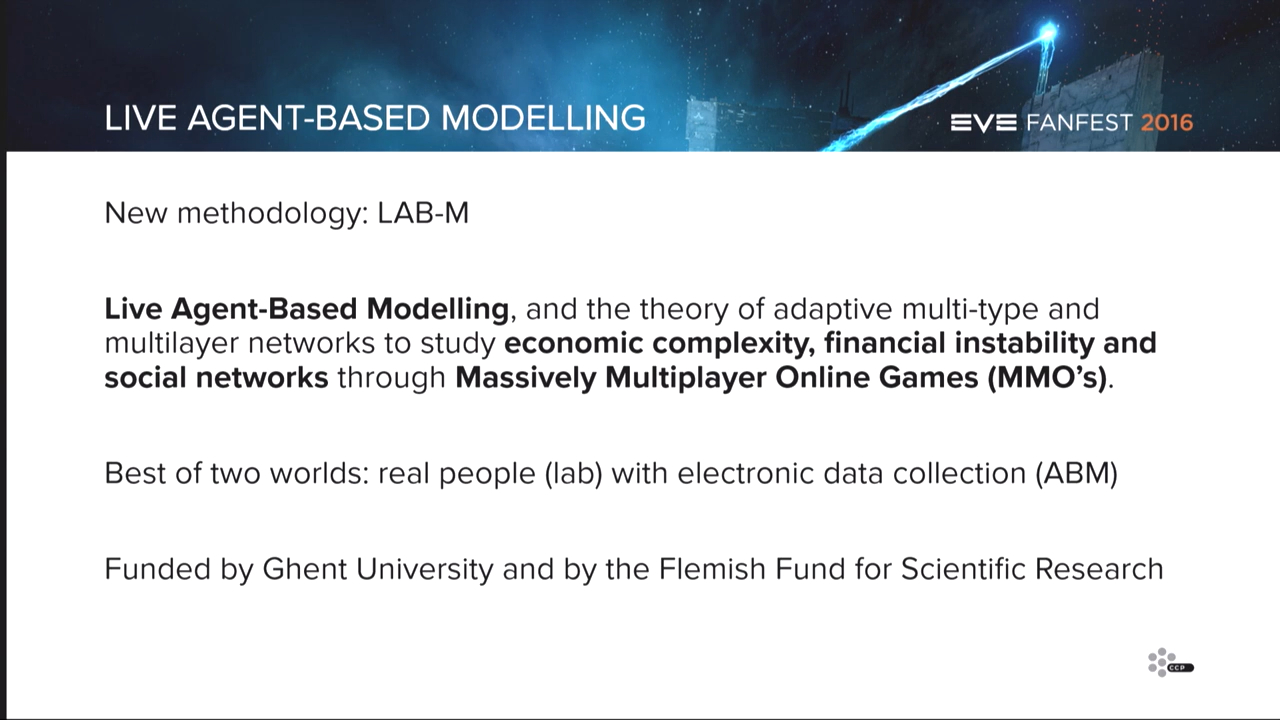 LIVE AGENT-BASED MODELLING
EVE FANFEST 2016
New methodology: LAB-M
Live Agent-Based Modelling, and the theory of adaptive multi-type and
multilayer networks to study economic complexity, financial instability and
social networks through Massively Multiplayer Online Games (MMO’s).
Best of two worlds: real people (lab) with electronic data collection (ABM)
Funded by Ghent University and by the Flemish Fund for Scientific Research
CCP